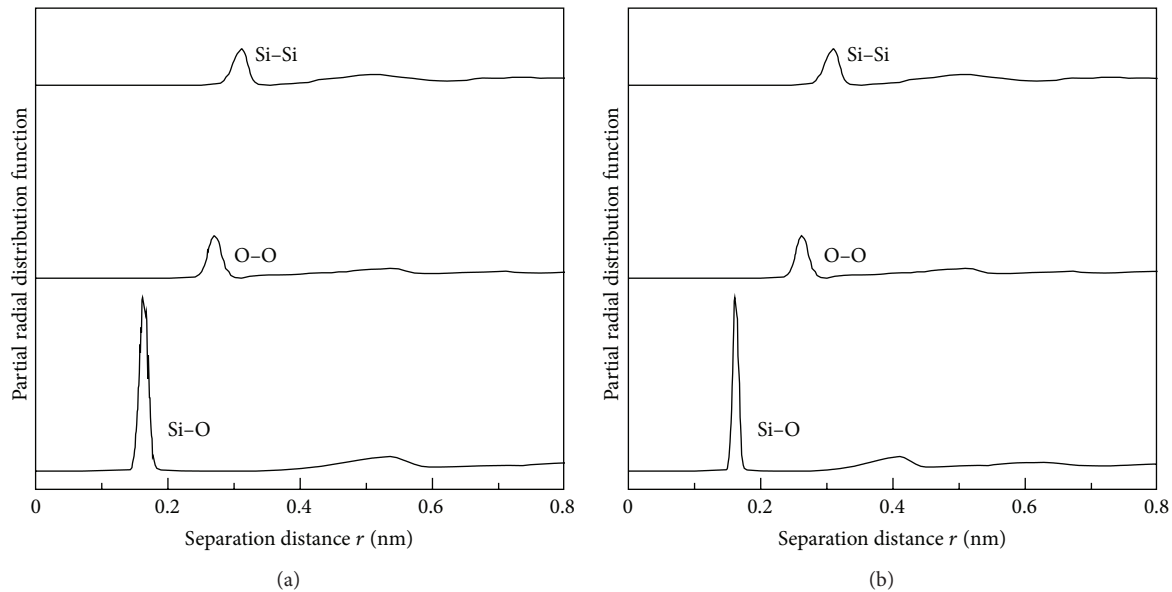 Partial radial distribution function
Si–Si
O–O
Si–O
0
0.2
0.4
0.6
0.8
Separation distance r (nm)
(a)
Partial radial distribution function
Si–Si
O–O
Si–O
0
0.2
0.4
0.6
0.8
Separation distance r (nm)
(b)